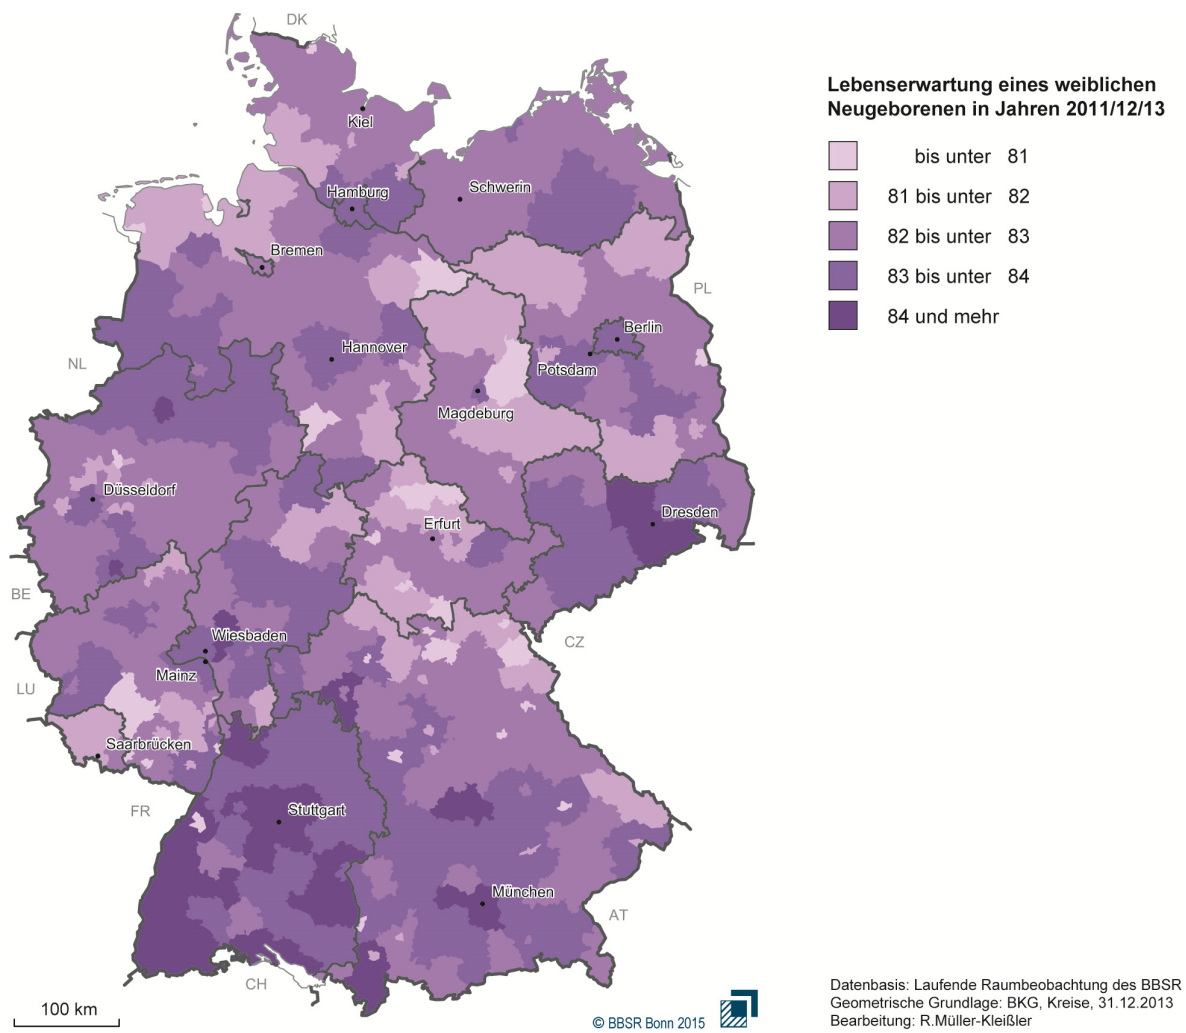 DK
Kiel
Hamburg
Schwerin
Bremen
PL
Berlin
Hannover
NL
Potsdam
Magdeburg
Düsseldorf
Dresden
Erfurt
BE
Wiesbaden
CZ
Mainz
LU
Saarbrücken
FR
Stuttgart
München
AT
CH
100 km
© BBSR Bonn 2015
Lebenserwartung eines weiblichen
Neugeborenen in Jahren 2011/12/13
bis unter 81
81 bis unter 82
82 bis unter 83
83 bis unter 84
84 und mehr
Datenbasis: Laufende Raumbeobachtung des BBSR
Geometrische Grundlage: BKG, Kreise, 31.12.2013
Bearbeitung: R.Müller-Kleißler